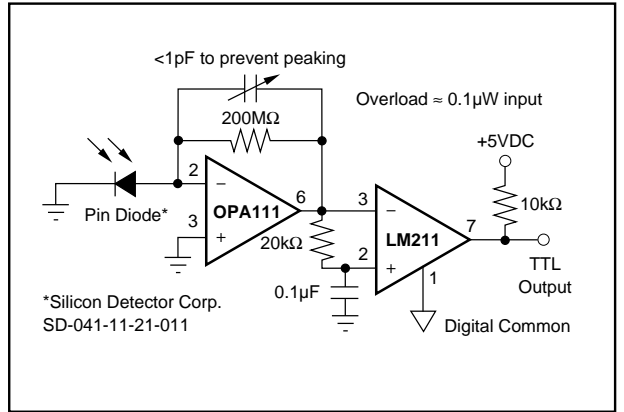 <1pF to prevent peaking
Overload ≈ 0.1µW input
200MΩ
+5VDC
2
–
6
OPA111
3
+
Pin Diode*
20kΩ
3
–
LM211
2
+
7
1
10kΩ
0.1µF
TTL
Output
*Silicon Detector Corp.
SD-041-11-21-011
Digital Common